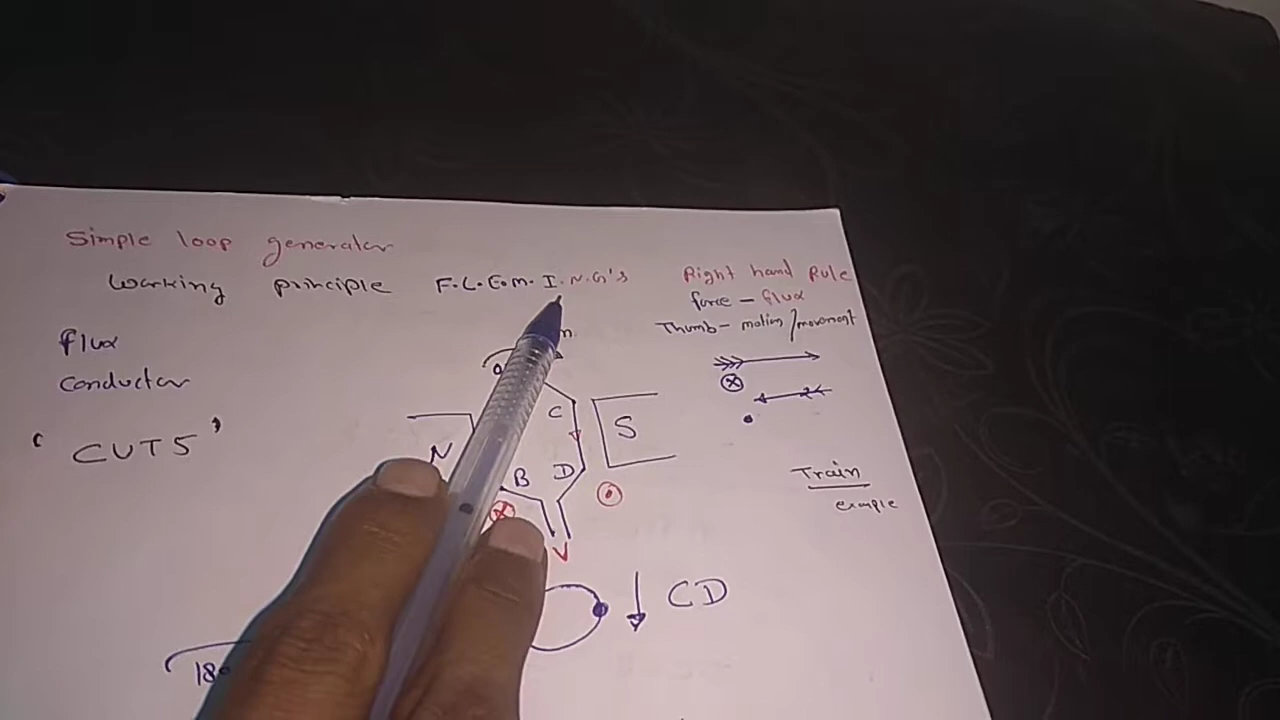 Simple loop generator
Working principle F.L.E.M.I.N.G's
Right hand Rule
force - flux
Thumb - motion/movement
flux
conductor
'CUTS'
N
S
C
B
D
V
Train
example
CD